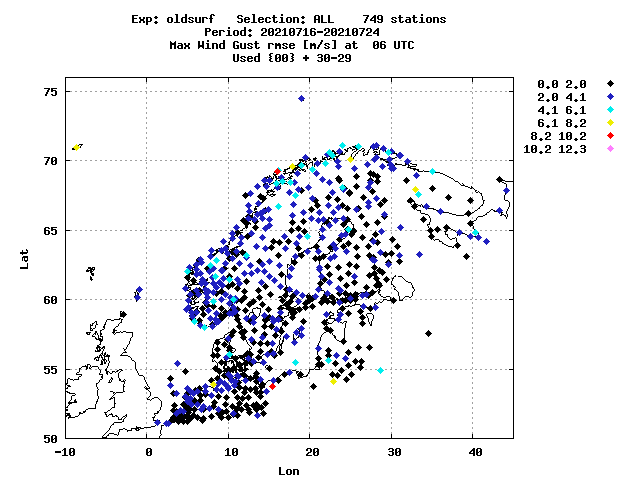 Exp: oldsurf   Selection: ALL    749 stations
Period: 20210716-20210724
Max Wind Gust rmse [m/s] at  06 UTC
Used {00} + 30-29
0.0 2.0
2.0 4.1
4.1 6.1
6.1 8.2
8.2 10.2
10.2 12.3
75
70
65
60
55
50
Lat
-10 0 10 20 30 40
Lon